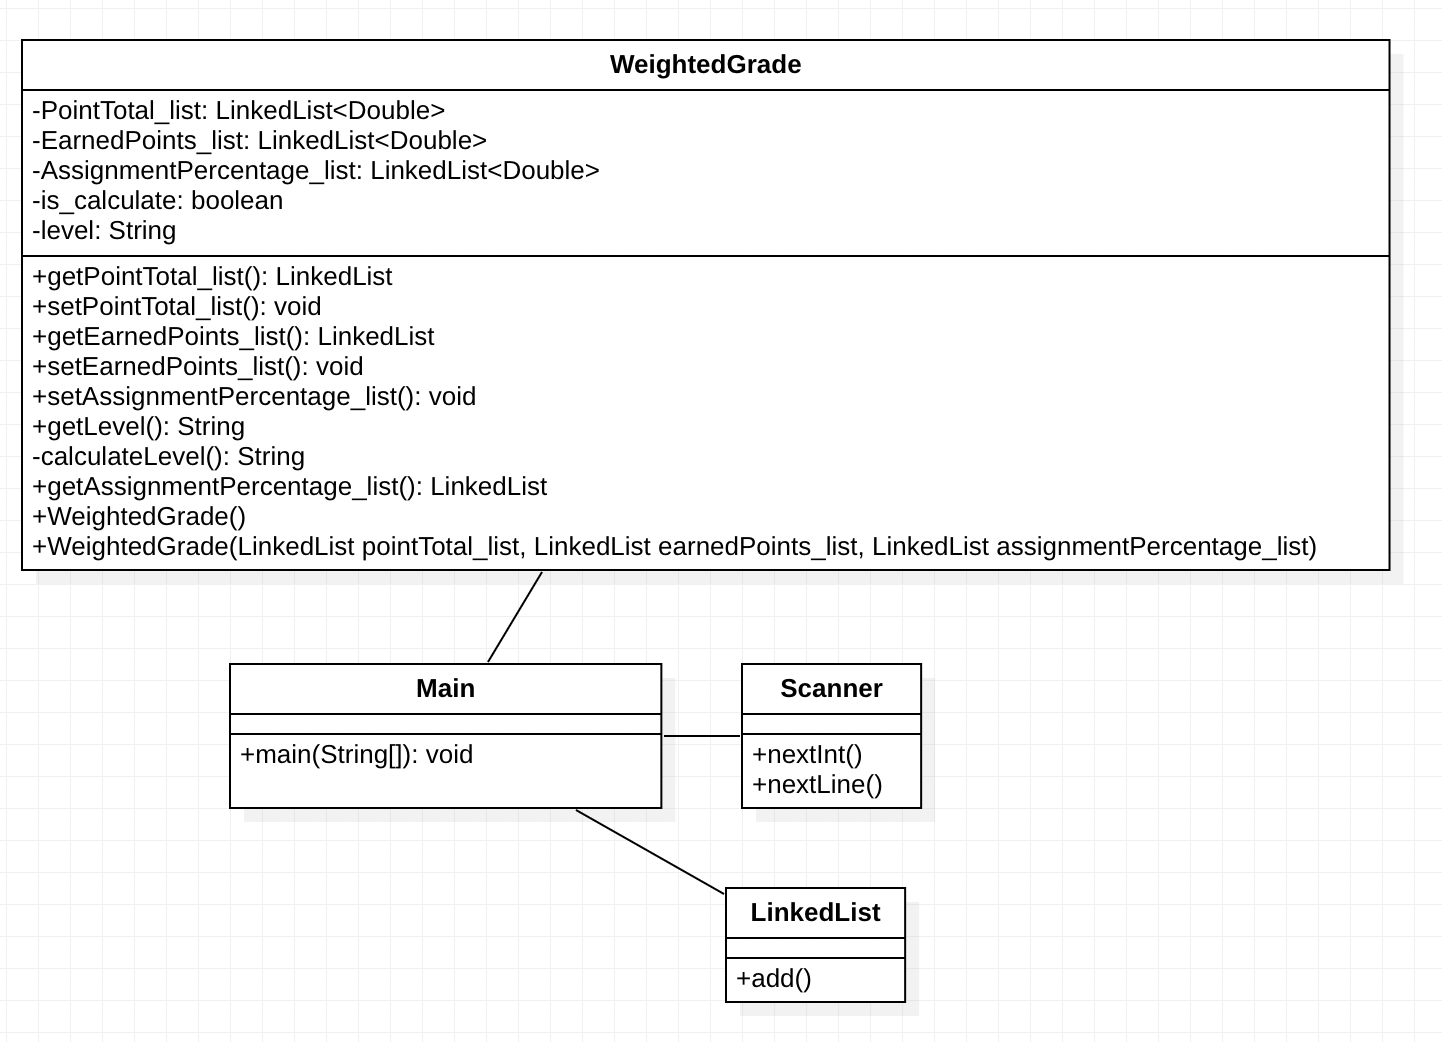 WeightedGrade
-PointTotal_list: LinkedList<Double>
-EarnedPoints_list: LinkedList<Double>
-AssignmentPercentage_list: LinkedList<Double>
-is_calculate: boolean
-level: String
+getPointTotal_list(): LinkedList
+setPointTotal_list(): void
+getEarnedPoints_list(): LinkedList
+setEarnedPoints_list(): void
+setAssignmentPercentage_list(): void
+getLevel(): String
-calculateLevel(): String
+getAssignmentPercentage_list(): LinkedList
+WeightedGrade()
+WeightedGrade(LinkedList pointTotal_list, LinkedList earnedPoints_list, LinkedList assignmentPercentage_list)
Main
+main(String[]): void
Scanner
+nextInt()
+nextLine()
LinkedList
+add()